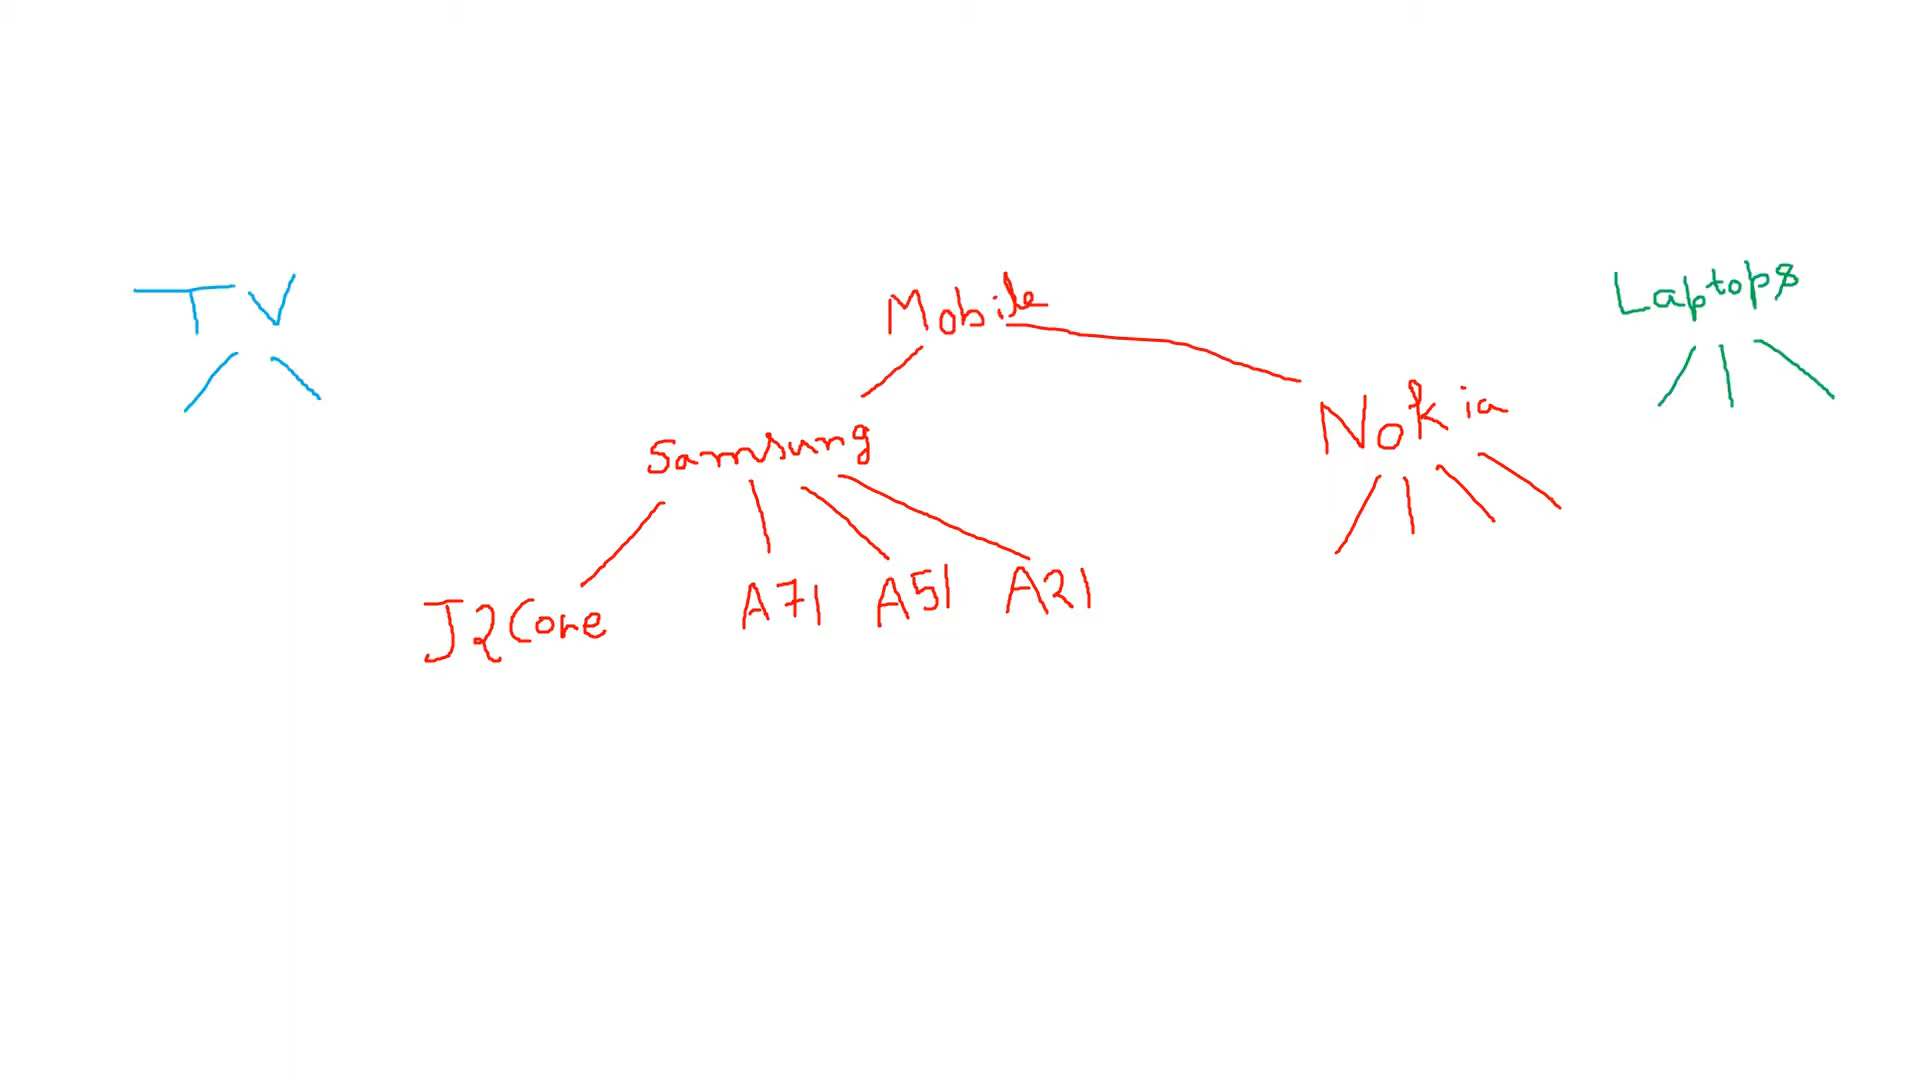 TV
Mobile
Laptops
Samsung
Nokia
J2Core
A71
A51
A21